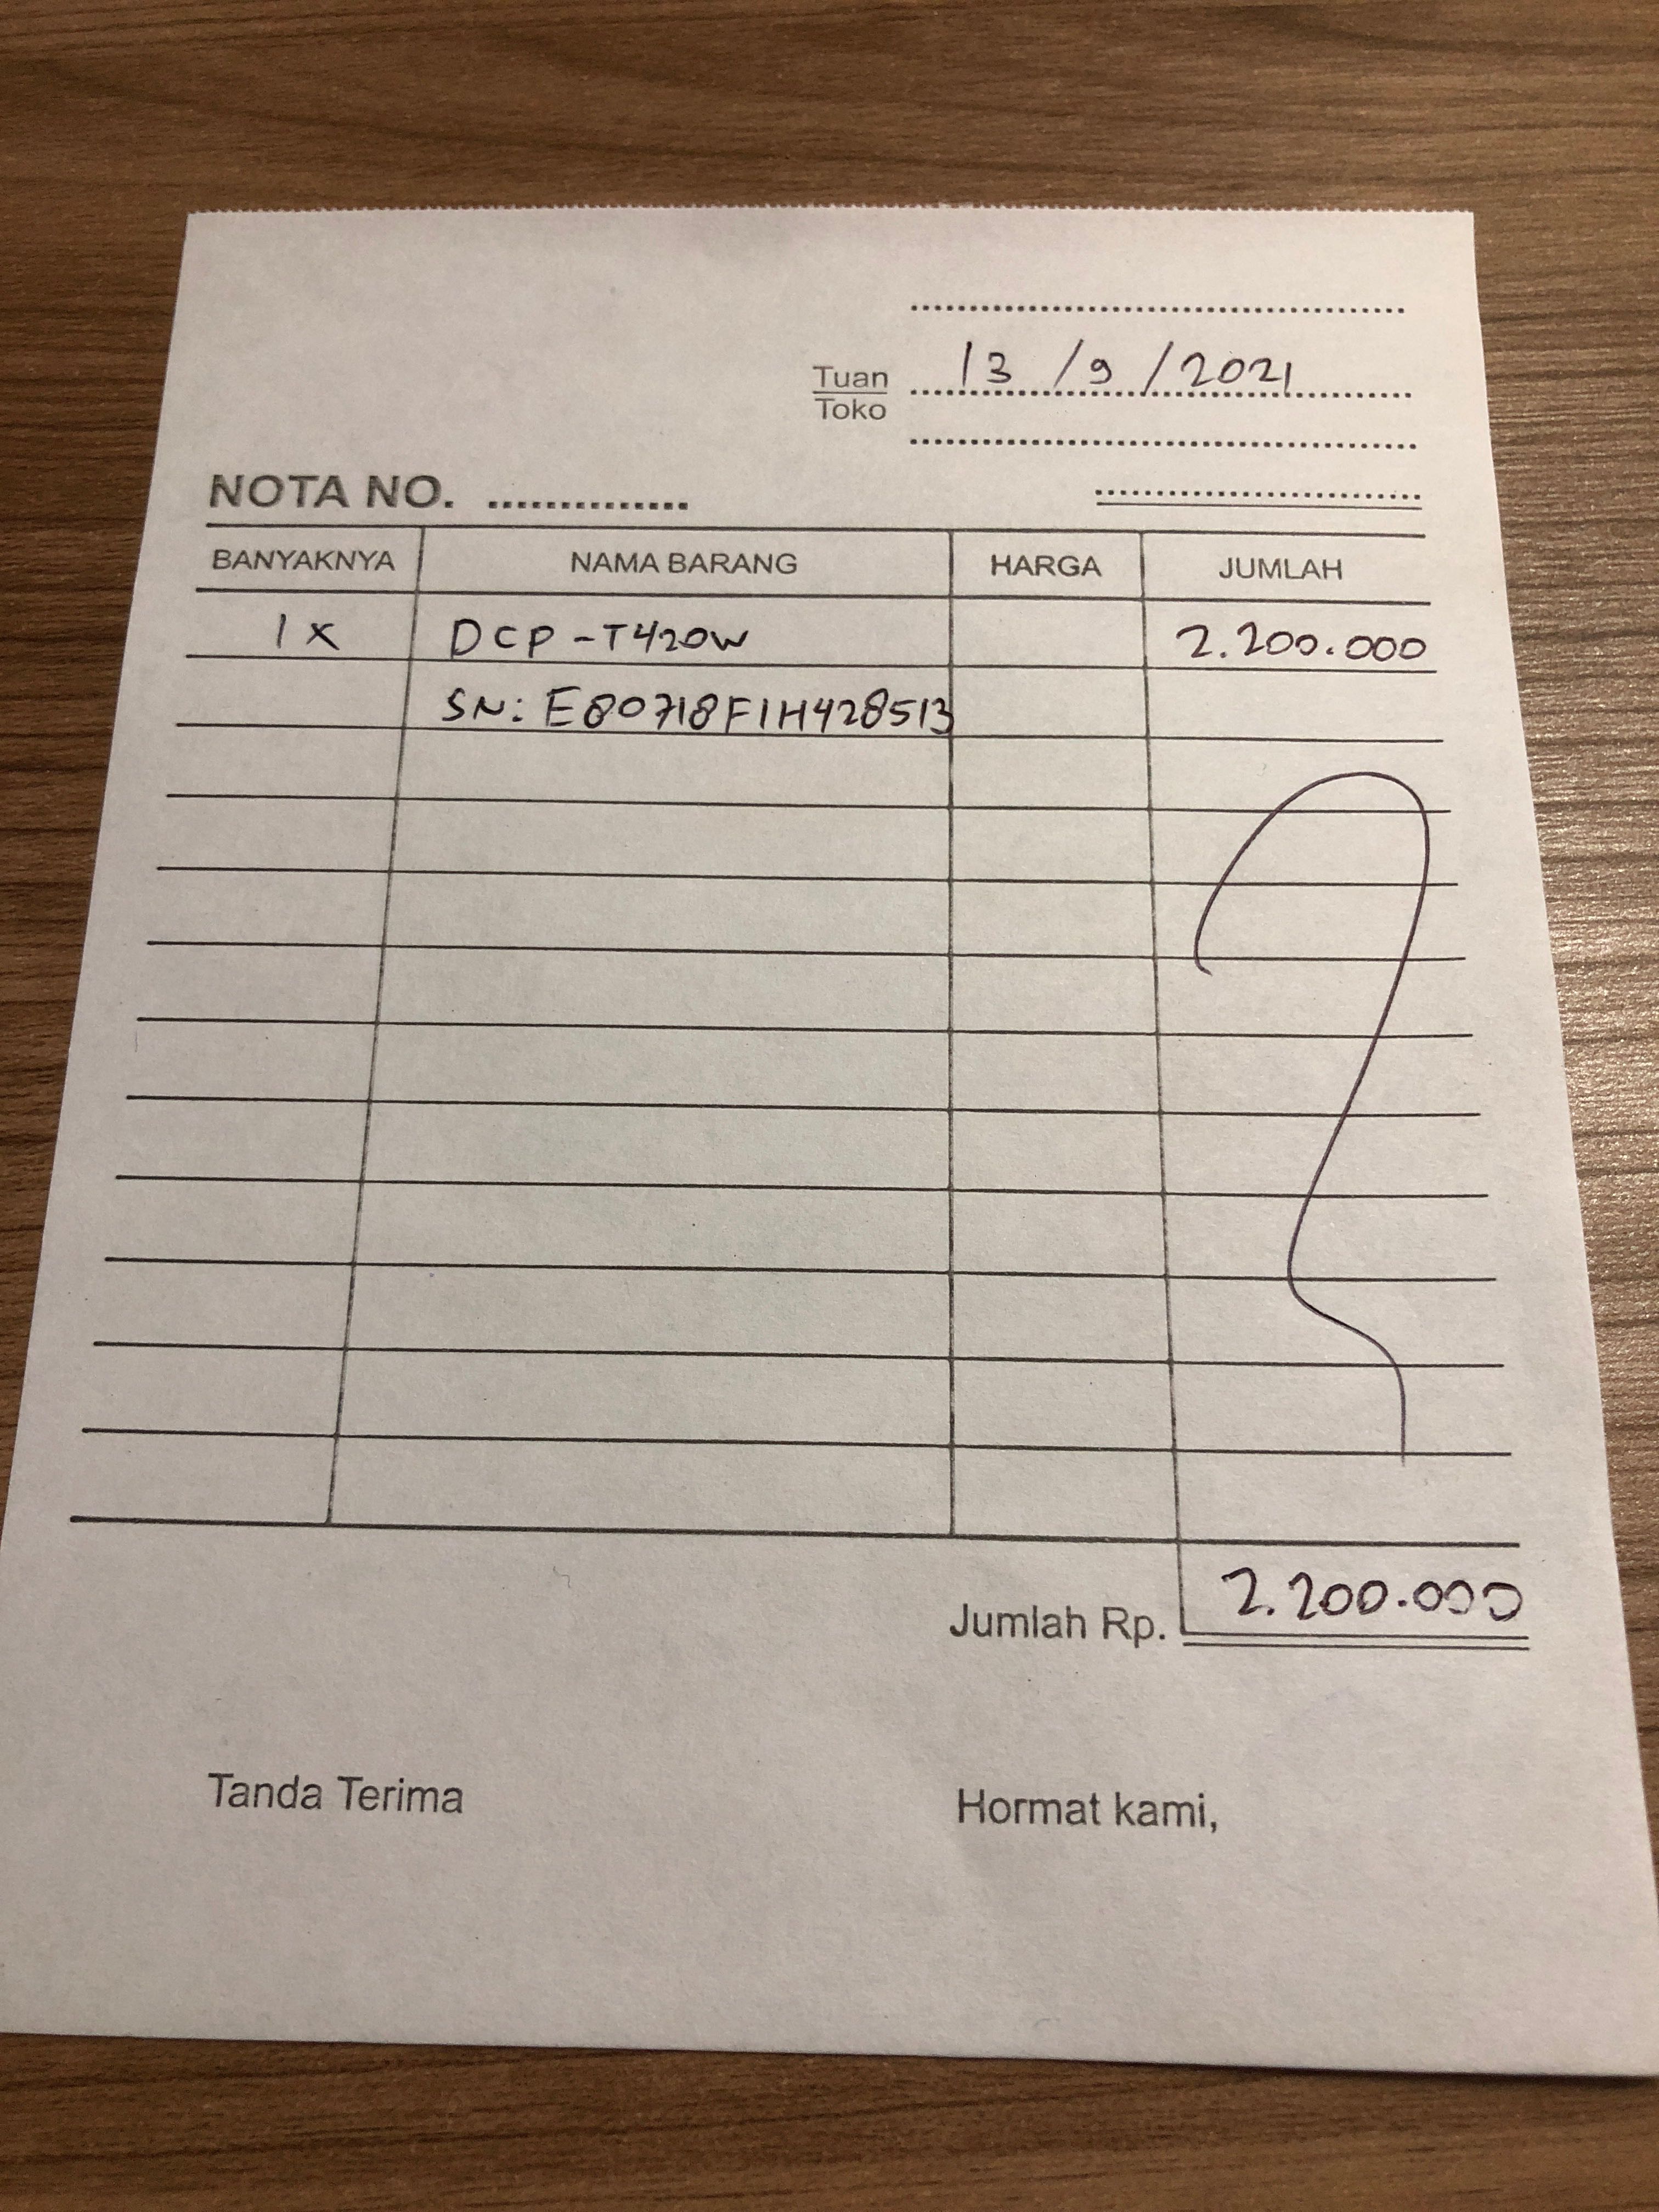 13/9/2021
Tuan
Toko
NOTA NO. ..............
BANYAKNYA NAMA BARANG HARGA JUMLAH
1x DCP-T420W 2.200.000
SN: E80718F1H428513
Jumlah Rp. 2.200.000
Tanda Terima Hormat kami,